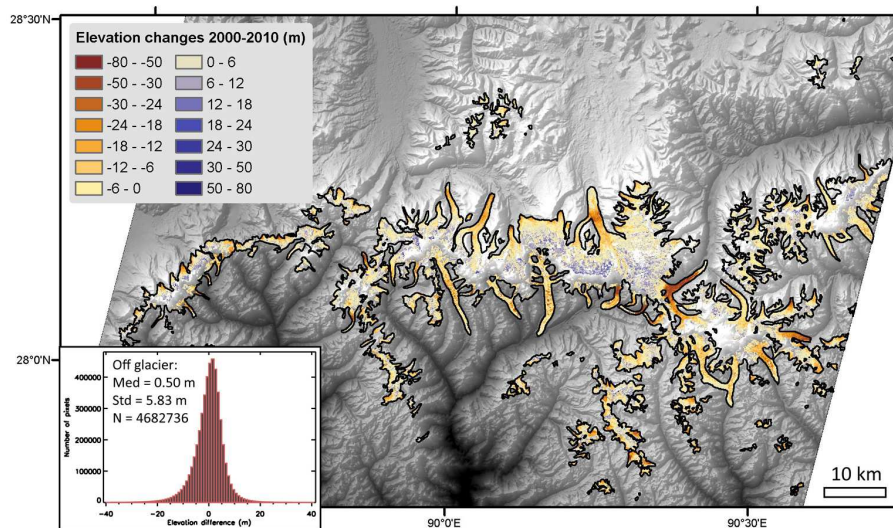 28°30'N
Elevation changes 2000-2010 (m)
-80 - -50
0 - 6
-50 - -30
6 - 12
-30 - -24
12 - 18
-24 - -18
18 - 24
-18 - -12
24 - 30
-12 - -6
30 - 50
-6 - 0
50 - 80
28°0'N
28°0'N
Off glacier:
Med = 0.50 m
Std = 5.83 m
N = 4682736
400000
300000
200000
100000
0
Number of pixels
-40
-20
0
20
40
Elevation difference (m)
10 km
90°0'E
90°30'E